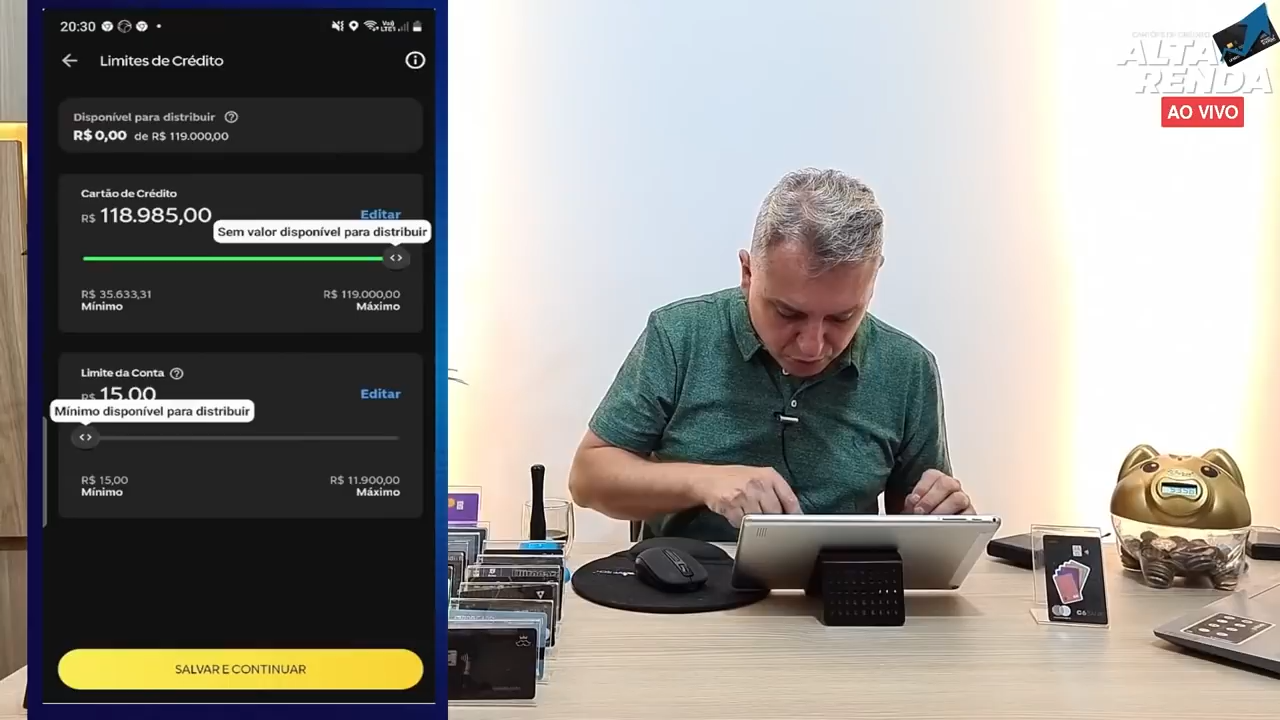 20:30
Limites de Crédito
Disponível para distribuir
R$ 0,00 de R$ 119.000,00
Cartão de Crédito
R$ 118.985,00
Editar
Sem valor disponível para distribuir
R$ 35.633,31
Mínimo
R$ 119.000,00
Máximo
Limite da Conta
R$ 15,00
Editar
Mínimo disponível para distribuir
R$ 15,00
Mínimo
R$ 11.900,00
Máximo
SALVAR E CONTINUAR
CARTÕES DE CRÉDITO
ALTA
RENDA
AO VIVO